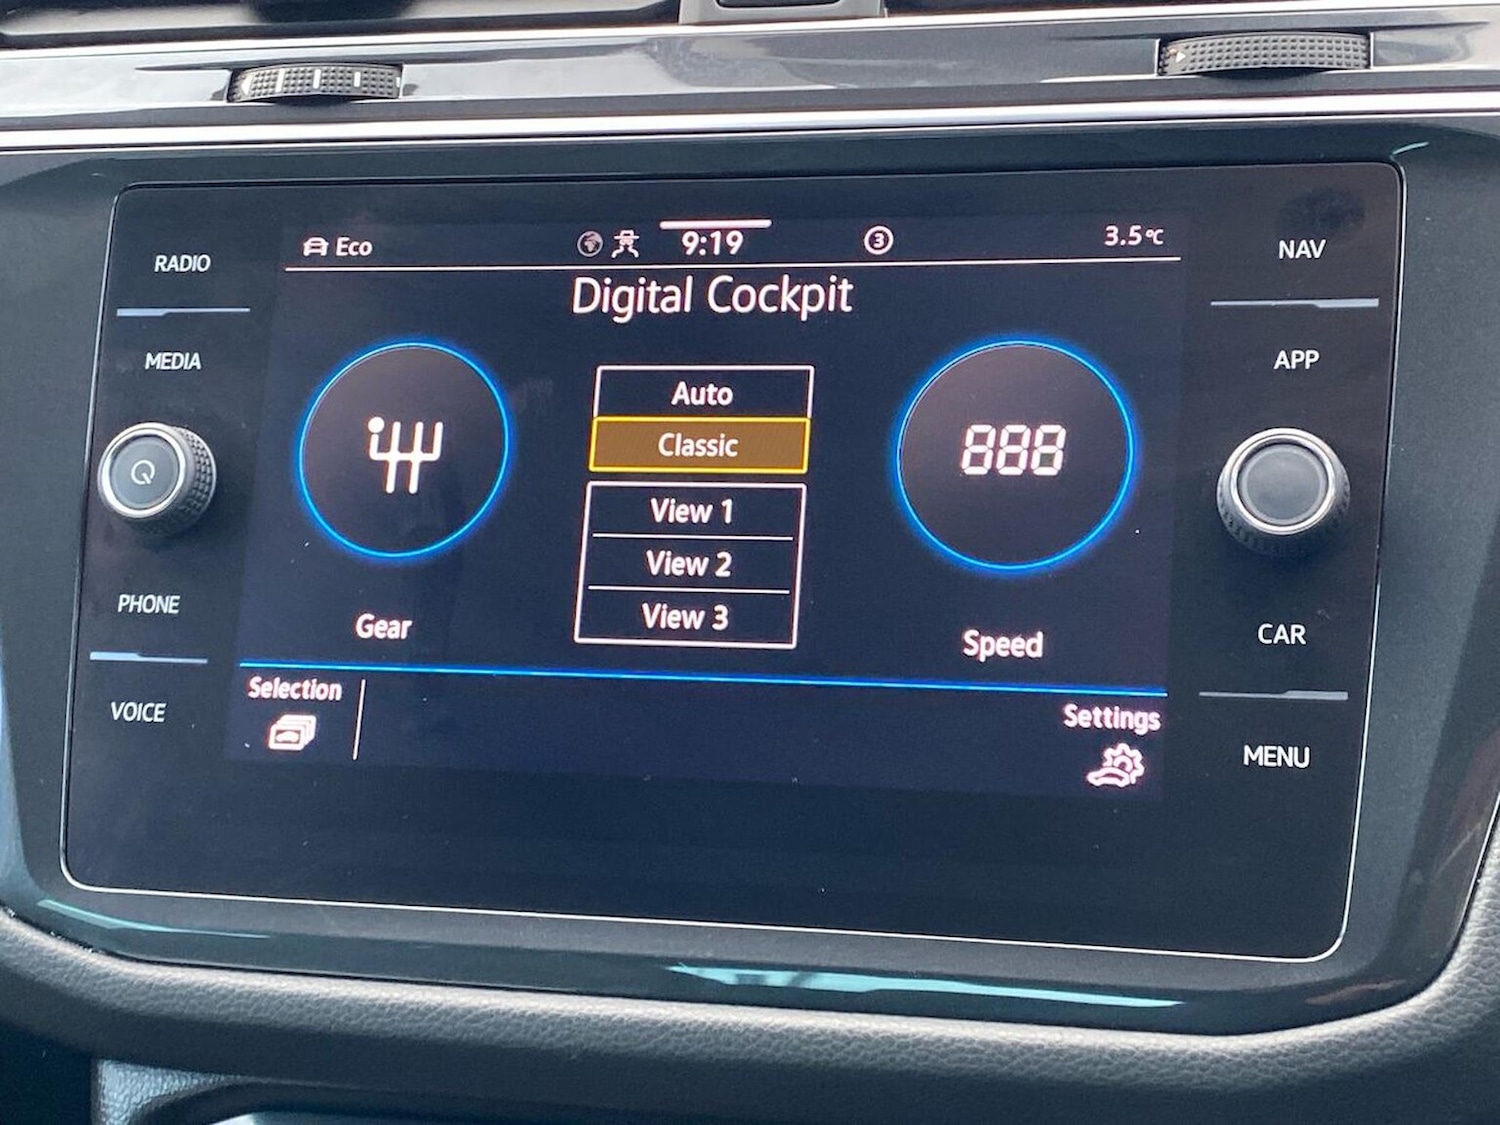 RADIO
MEDIA
PHONE
VOICE
Eco
9:19
3
3.5°C
Digital Cockpit
Auto
Classic
View 1
View 2
View 3
Gear
888
Speed
Selection
Settings
NAV
APP
CAR
MENU